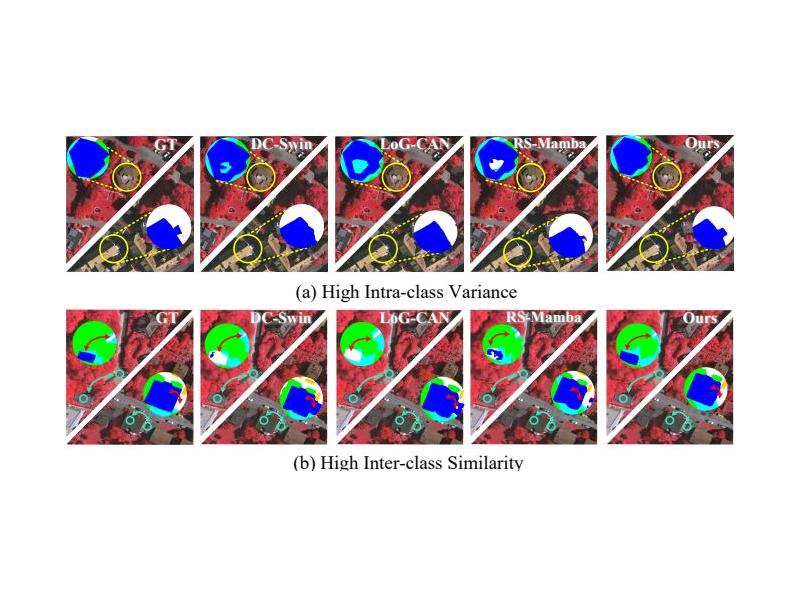 GT DC-Swin LoG-CAN RS-Mamba Ours
(a) High Intra-class Variance
GT DC-Swin LoG-CAN RS-Mamba Ours
(b) High Inter-class Similarity